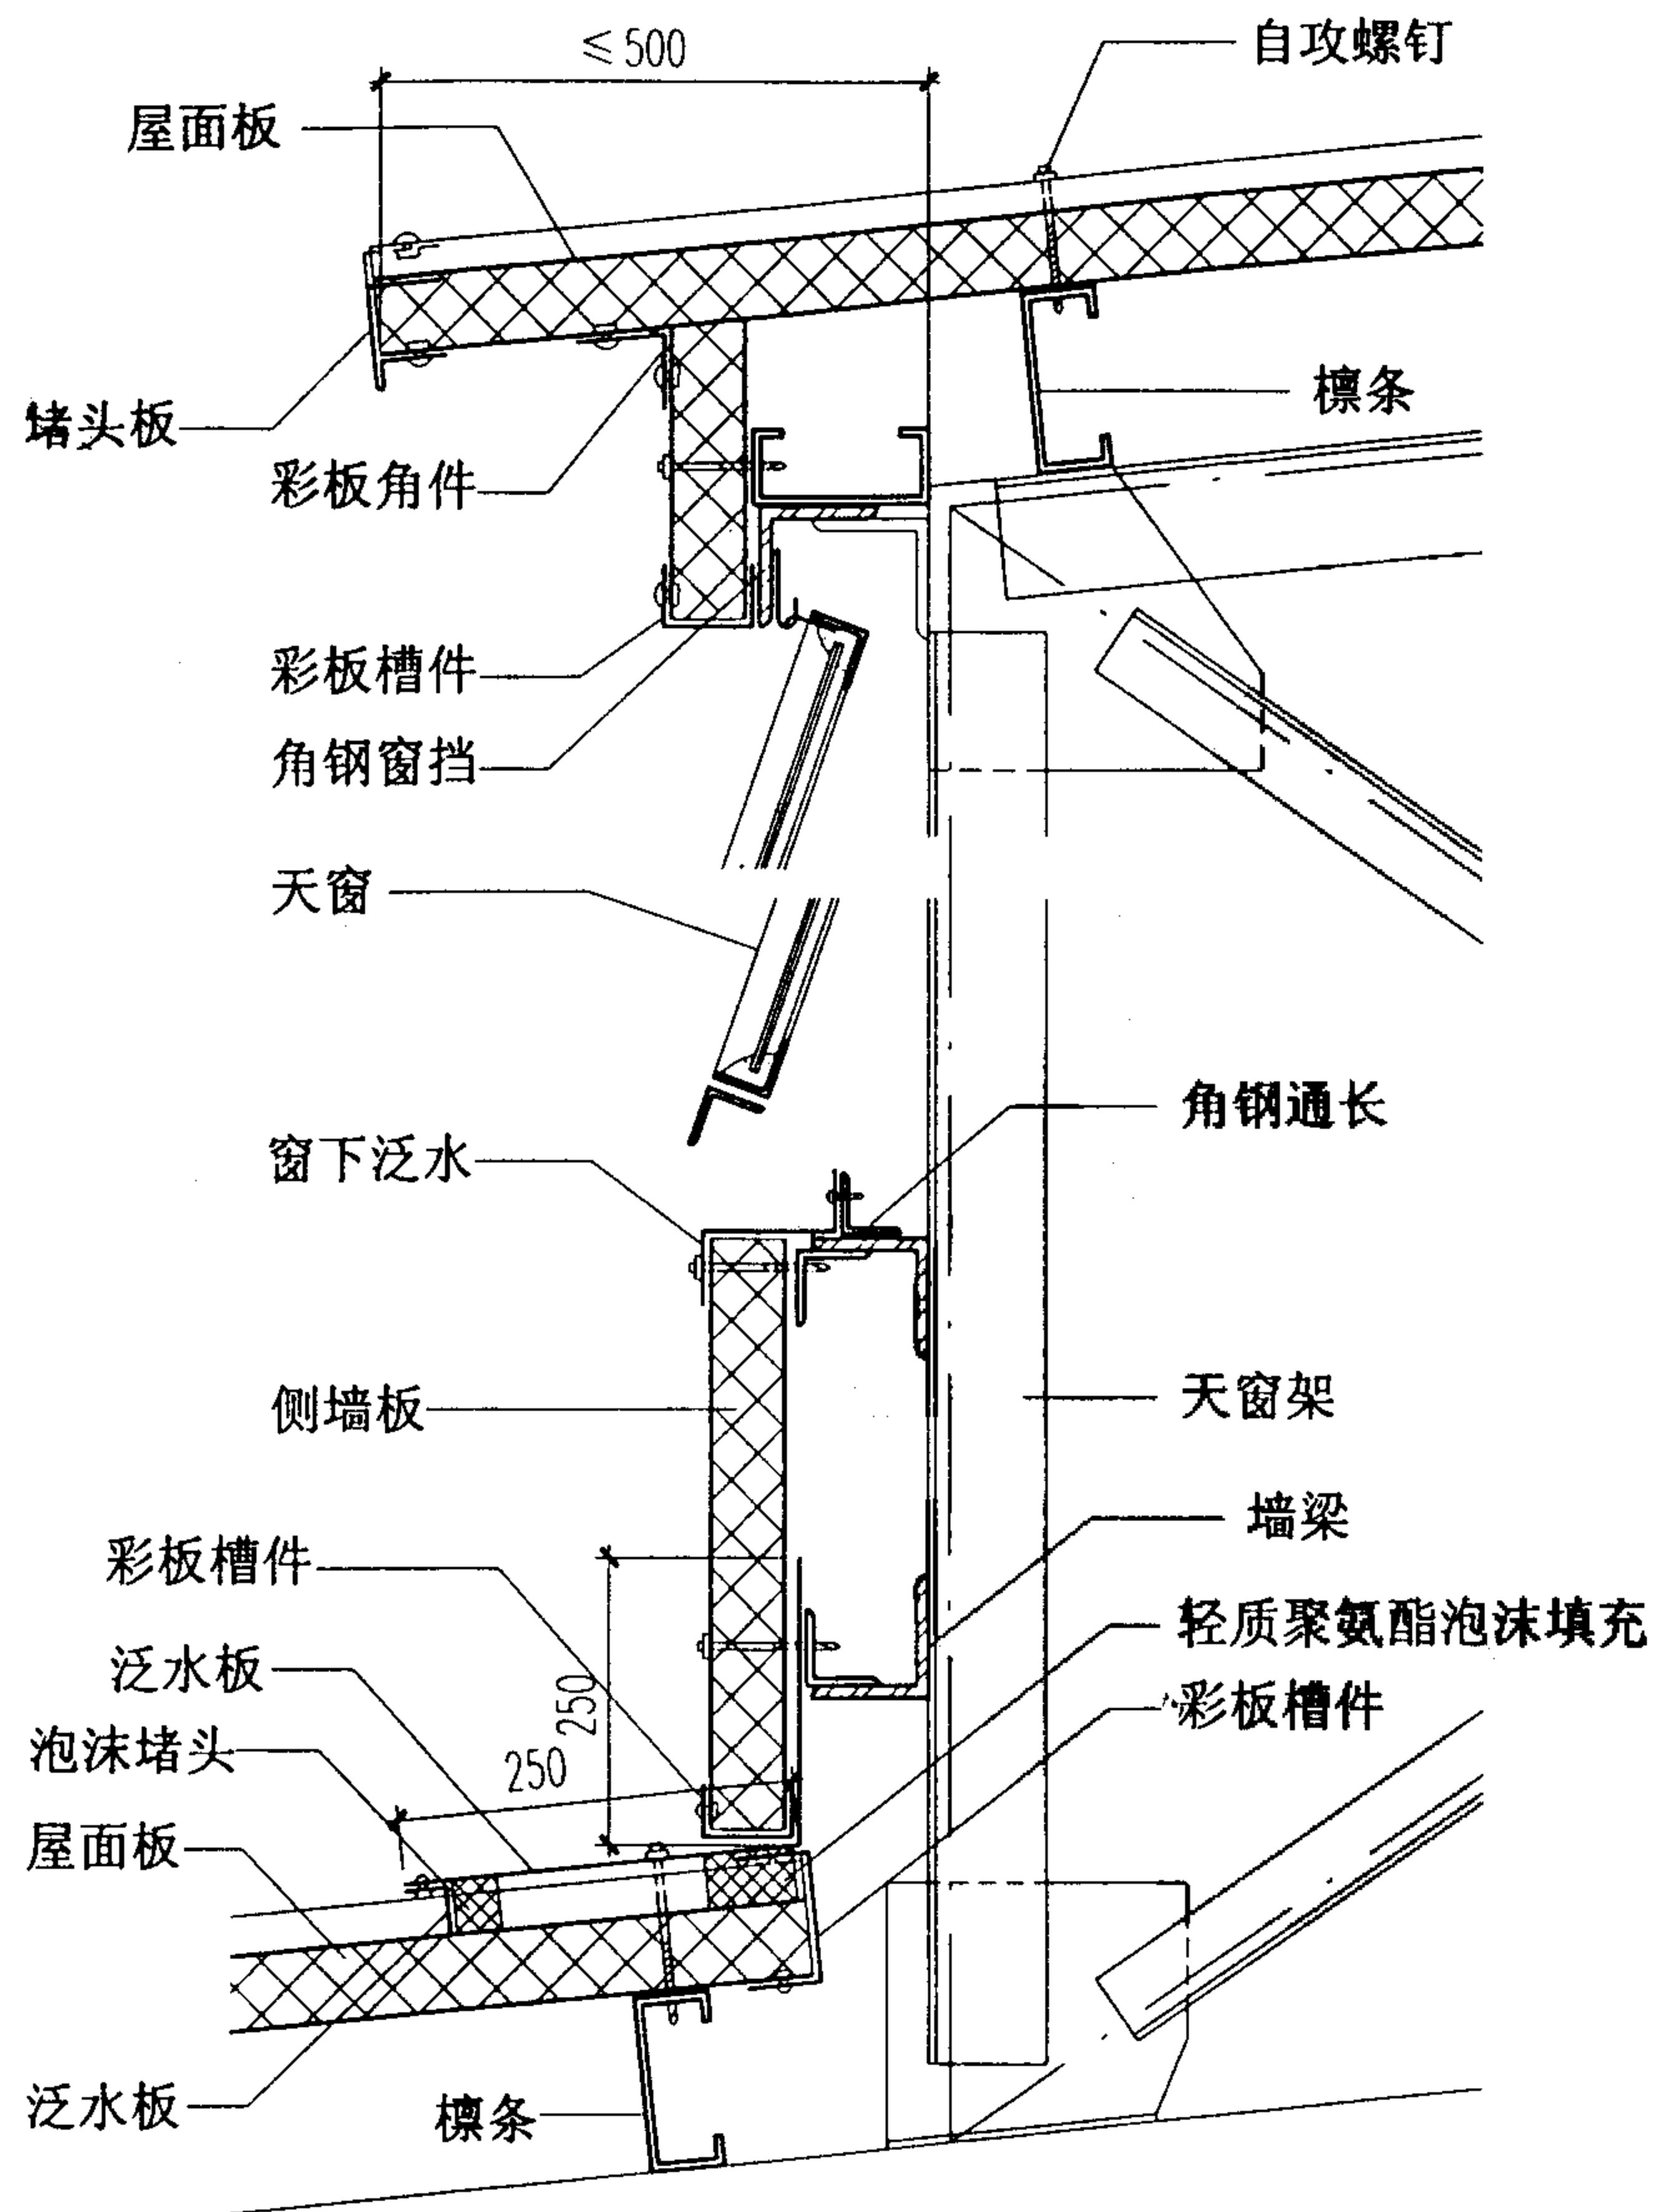 ≤500
自攻螺钉
屋面板
檩条
堵头板
彩板角件
彩板槽件
角钢窗挡
天窗
角钢通长
窗下泛水
天窗架
侧墙板
墙梁
彩板槽件
轻质聚氨酯泡沫填充
泛水板
250
彩板槽件
泡沫堵头
250
屋面板
泛水板
檩条